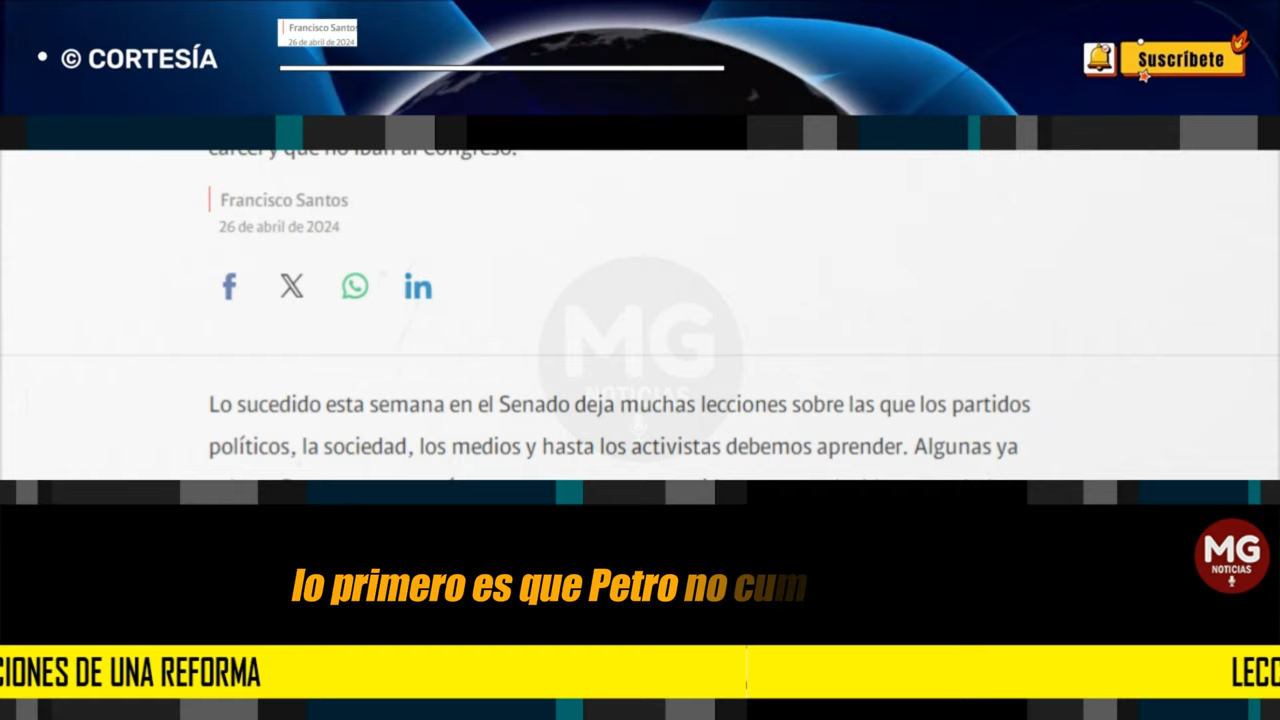 Francisco Santos
26 de abril de 2024
• © CORTESÍA
Suscríbete
cárcel y que no iban al Congreso.
Francisco Santos
26 de abril de 2024
MG
NOTICIAS
Lo sucedido esta semana en el Senado deja muchas lecciones sobre las que los partidos
políticos, la sociedad, los medios y hasta los activistas debemos aprender. Algunas ya
MG
NOTICIAS
lo primero es que Petro no cum
CIONES DE UNA REFORMA
LECC